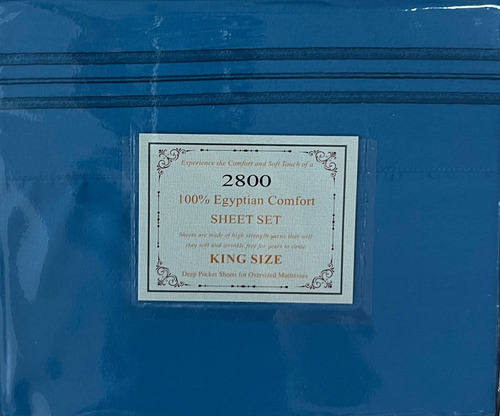 Experience the Comfort and Soft Touch of a
2800
100% Egyptian Comfort
SHEET SET
Sheets are made of high strength yarns that will
stay soft and wrinkle free for years to come
KING SIZE
Deep Pocket Sheets for Oversized Mattresses